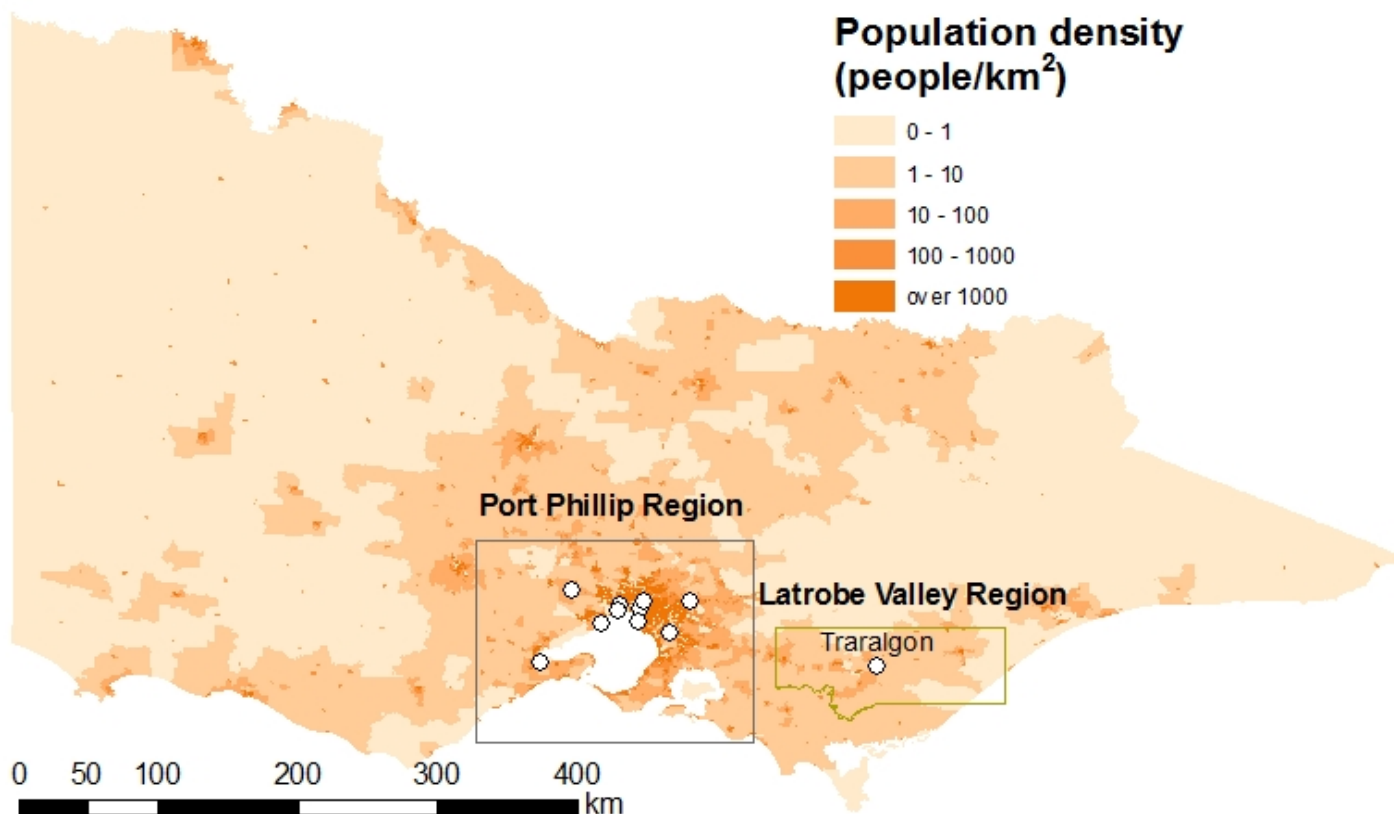 Population density
(people/km²)
0 - 1
1 - 10
10 - 100
100 - 1000
over 1000
Port Phillip Region
Latrobe Valley Region
Traralgon
0 50 100 200 300 400
km